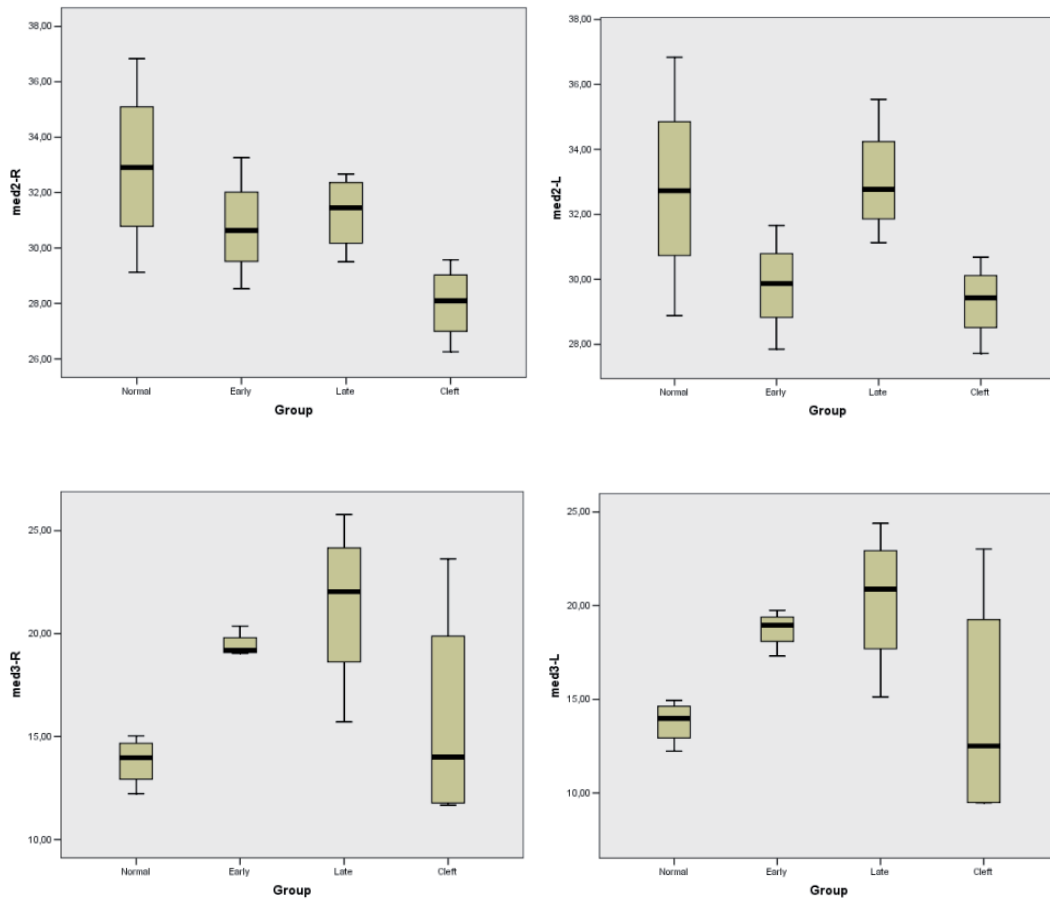 38,00
36,00
34,00
32,00
30,00
28,00
26,00
med2-R
Normal Early Late Cleft
Group
38,00
36,00
34,00
32,00
30,00
28,00
med2-L
Normal Early Late Cleft
Group
25,00
20,00
15,00
10,00
med3-R
Normal Early Late Cleft
Group
25,00
20,00
15,00
10,00
med3-L
Normal Early Late Cleft
Group